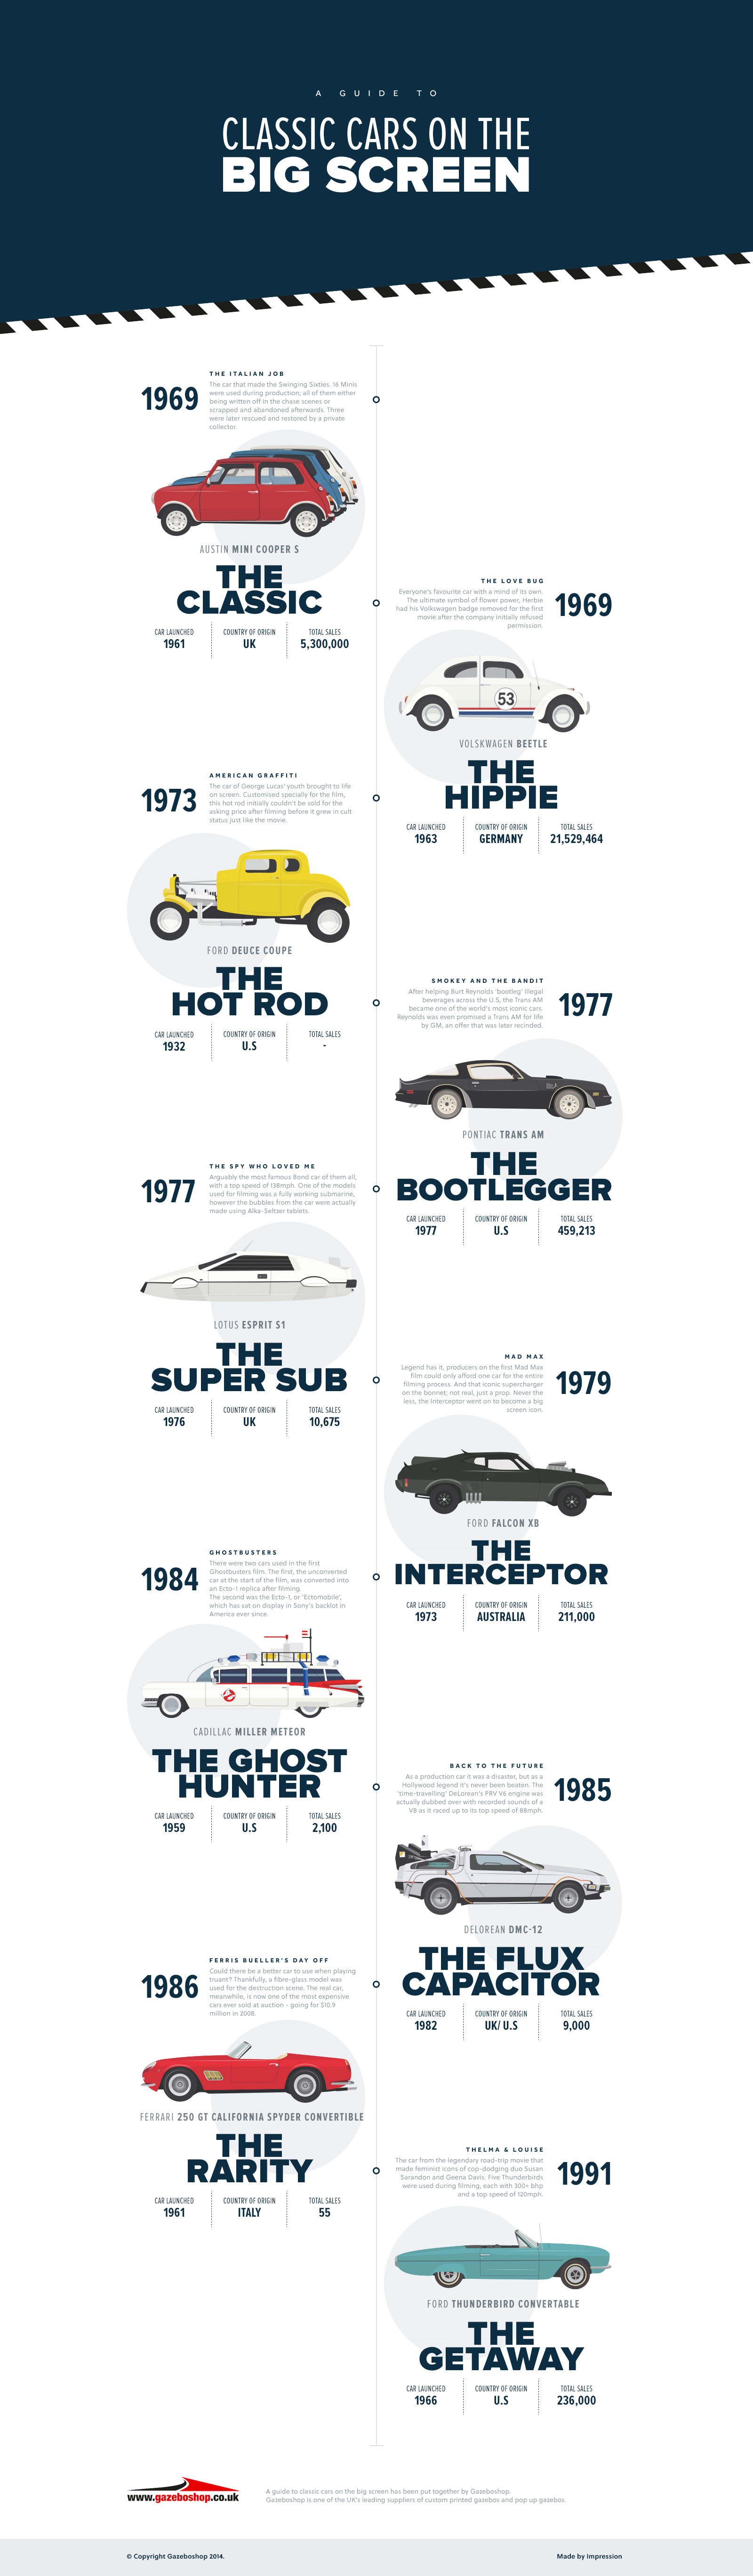 A GUIDE TO
CLASSIC CARS ON THE
BIG SCREEN
THE ITALIAN JOB
1969
The car that made the Swinging Sixties. 16 Minis
were used during production; all of them either
being written off in the chase scenes or
scrapped and abandoned afterwards. Three
were later rescued and restored by a private
collector.
AUSTIN MINI COOPER S
THE
CLASSIC
CAR LAUNCHED COUNTRY OF ORIGIN TOTAL SALES
1961 UK 5,300,000
THE LOVE BUG
1969
Everyone's favourite car with a mind of its own.
The ultimate symbol of flower power, Herbie
had his Volkswagen badge removed for the first
movie after the company initially refused
permission.
53
VOLSKWAGEN BEETLE
THE
HIPPIE
CAR LAUNCHED COUNTRY OF ORIGIN TOTAL SALES
1963 GERMANY 21,529,464
AMERICAN GRAFFITI
1973
The car of George Lucas' youth brought to life
on screen. Customised specially for the film,
this hot rod initially couldn't be sold for the
asking price after filming before it grew in cult
status just like the movie.
FORD DEUCE COUPE
THE
HOT ROD
CAR LAUNCHED COUNTRY OF ORIGIN TOTAL SALES
1932 U.S -
SMOKEY AND THE BANDIT
1977
After helping Burt Reynolds 'bootleg' illegal
beverages across the U.S, the Trans AM
became one of the world's most iconic cars.
Reynolds was even promised a Trans AM for life
by GM, an offer that was later recinded.
PONTIAC TRANS AM
THE
BOOTLEGGER
CAR LAUNCHED COUNTRY OF ORIGIN TOTAL SALES
1977 U.S 459,213
THE SPY WHO LOVED ME
1977
Arguably the most famous Bond car of them all,
with a top speed of 138mph. One of the models
used for filming was a fully working submarine,
however the bubbles from the car were actually
made using Alka-Seltzer tablets.
LOTUS ESPRIT S1
THE
SUPER SUB
CAR LAUNCHED COUNTRY OF ORIGIN TOTAL SALES
1976 UK 10,675
MAD MAX
1979
Legend has it, producers on the first Mad Max
film could only afford one car for the entire
filming process. And that iconic supercharger
on the bonnet; not real, just a prop. Never the
less, the Interceptor went on to become a big
screen icon.
FORD FALCON XB
THE
INTERCEPTOR
CAR LAUNCHED COUNTRY OF ORIGIN TOTAL SALES
1973 AUSTRALIA 211,000
GHOSTBUSTERS
1984
There were two cars used in the first
Ghostbusters film. The first, the unconverted
car at the start of the film, was converted into
an Ecto-1 replica after filming.
The second was the Ecto-1, or 'Ectomobile',
which has sat on display in Sony's backlot in
America ever since.
CADILLAC MILLER METEOR
THE GHOST
HUNTER
CAR LAUNCHED COUNTRY OF ORIGIN TOTAL SALES
1959 U.S 2,100
BACK TO THE FUTURE
1985
As a production car it was a disaster, but as a
Hollywood legend it's never been beaten. The
'time-travelling' DeLorean's PRV V6 engine was
actually dubbed over with recorded sounds of a
V8 as it raced up to its top speed of 88mph.
DELOREAN DMC-12
THE FLUX
CAPACITOR
CAR LAUNCHED COUNTRY OF ORIGIN TOTAL SALES
1982 UK/ U.S 9,000
FERRIS BUELLER'S DAY OFF
1986
Could there be a better car to use when playing
truant? Thankfully, a fibre-glass model was
used for the destruction scene. The real car,
meanwhile, is now one of the most expensive
cars ever sold at auction - going for $10.9
million in 2008.
FERRARI 250 GT CALIFORNIA SPYDER CONVERTIBLE
THE
RARITY
CAR LAUNCHED COUNTRY OF ORIGIN TOTAL SALES
1961 ITALY 55
THELMA & LOUISE
1991
The car from the legendary road-trip movie that
made feminist icons of cop-dodging duo Susan
Sarandon and Geena Davis. Five Thunderbirds
were used during filming, each with 300+ bhp
and a top speed of 120mph.
FORD THUNDERBIRD CONVERTABLE
THE
GETAWAY
CAR LAUNCHED COUNTRY OF ORIGIN TOTAL SALES
1966 U.S 236,000
www.gazeboshop.co.uk
A guide to classic cars on the big screen has been put together by Gazeboshop.
Gazeboshop is one of the UK's leading suppliers of custom printed gazebos and pop up gazebos.
© Copyright Gazeboshop 2014.
Made by Impression